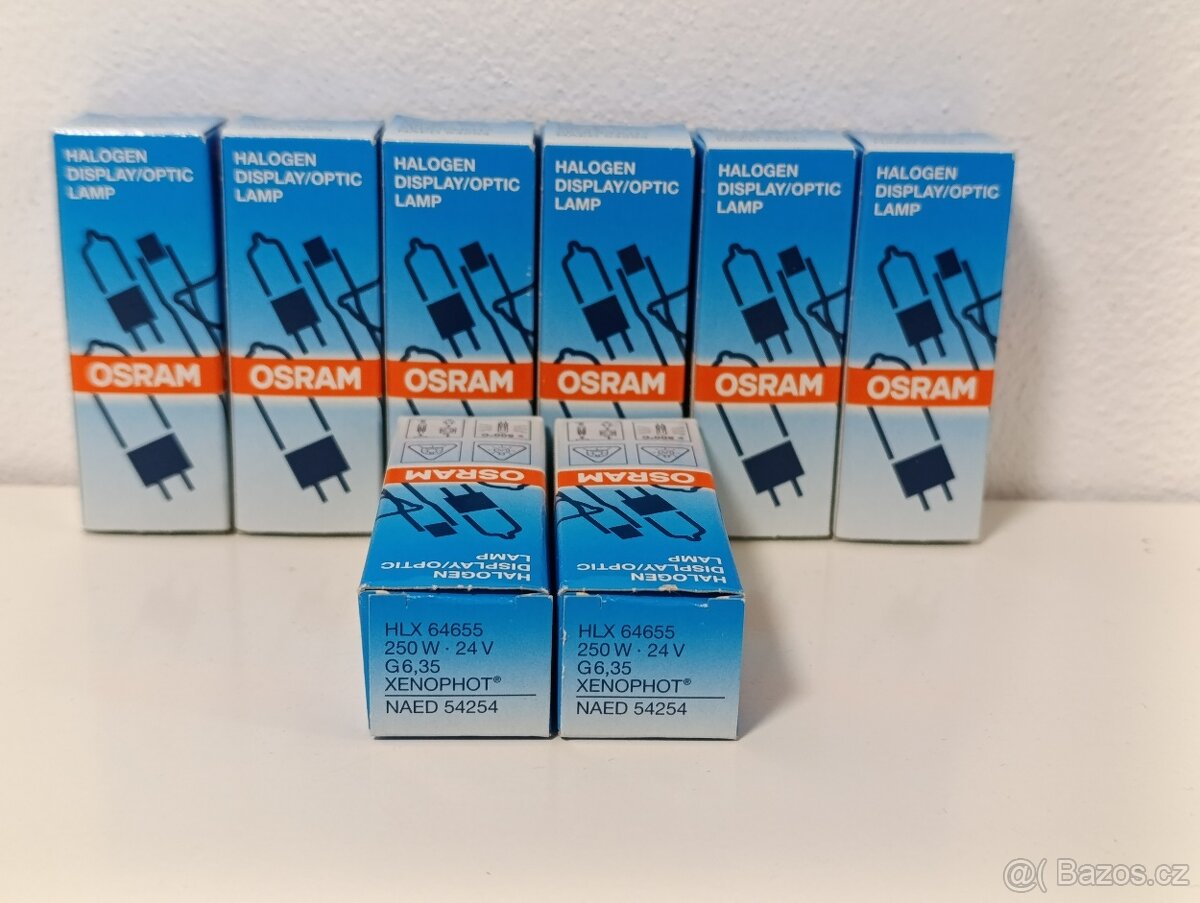 HALOGEN
DISPLAY/OPTIC
LAMP
OSRAM
HALOGEN
DISPLAY/OPTIC
LAMP
OSRAM
HALOGEN
DISPLAY/OPTIC
LAMP
OSRAM
HALOGEN
DISPLAY/OPTIC
LAMP
OSRAM
HALOGEN
DISPLAY/OPTIC
LAMP
OSRAM
HALOGEN
DISPLAY/OPTIC
LAMP
OSRAM
OSRAM
HALOGEN
DISPLAY/OPTIC
LAMP
HLX 64655
250 W · 24 V
G6,35
XENOPHOT®
NAED 54254
OSRAM
HALOGEN
DISPLAY/OPTIC
LAMP
HLX 64655
250 W · 24 V
G6,35
XENOPHOT®
NAED 54254
@( Bazos.cz